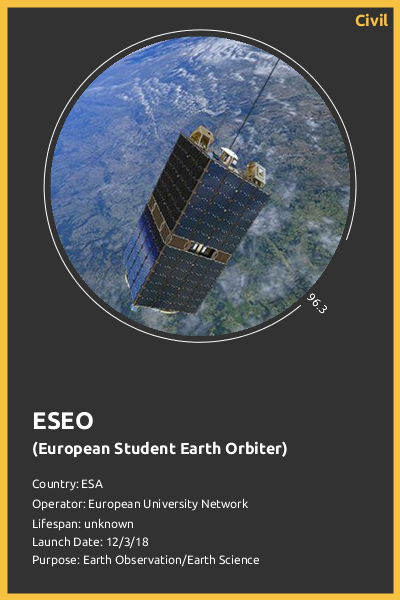 Civil
96.3
ESEO
(European Student Earth Orbiter)
Country: ESA
Operator: European University Network
Lifespan: unknown
Launch Date: 12/3/18
Purpose: Earth Observation/Earth Science